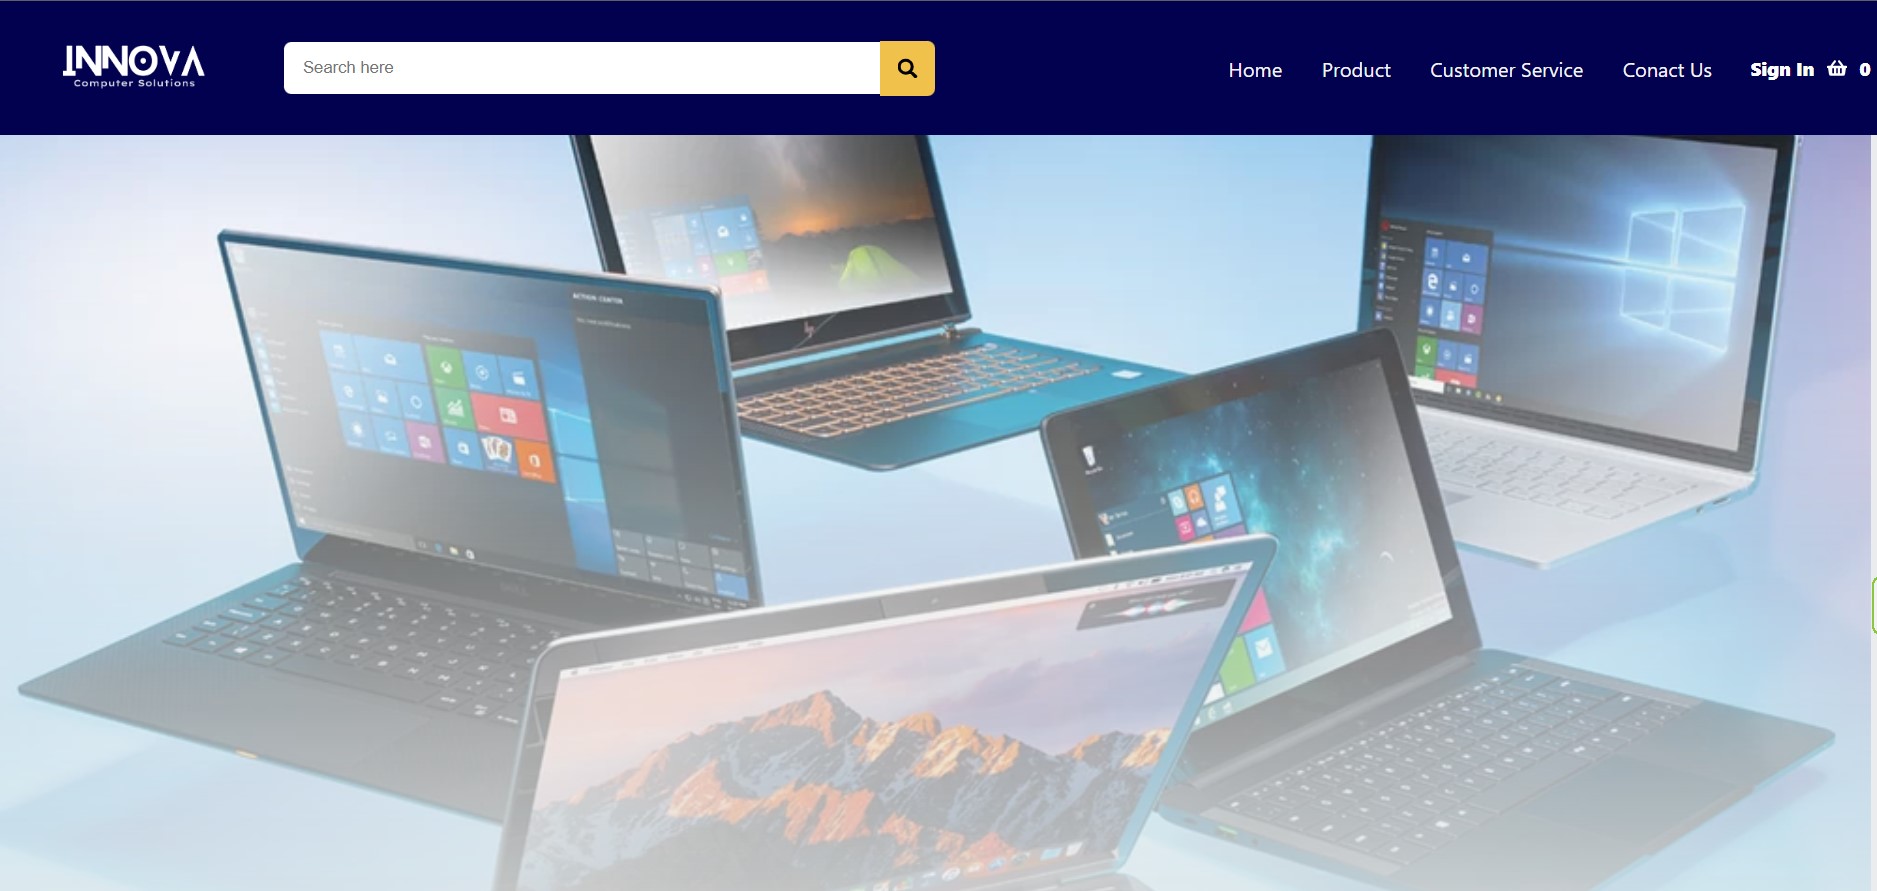 INNOVA
Computer Solutions
Search here
Home
Product
Customer Service
Conact Us
Sign In
0
ACTION CENTER